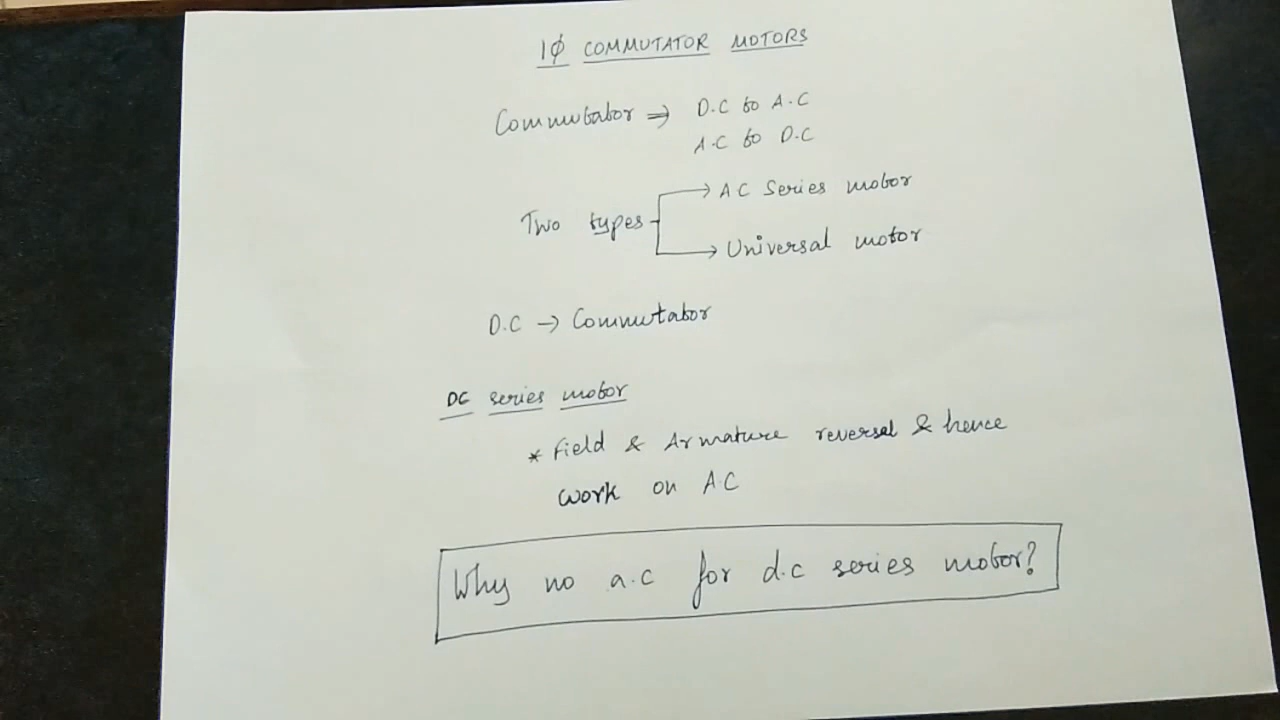 1φ COMMUTATOR MOTORS
Commutator ⇒ D.C to A.C
A.C to D.C
Two types → AC Series motor
→ Universal motor
D.C → Commutator
DC series motor
* Field & Armature reversal & hence
work on A.C
Why no a.c for d.c series motor?